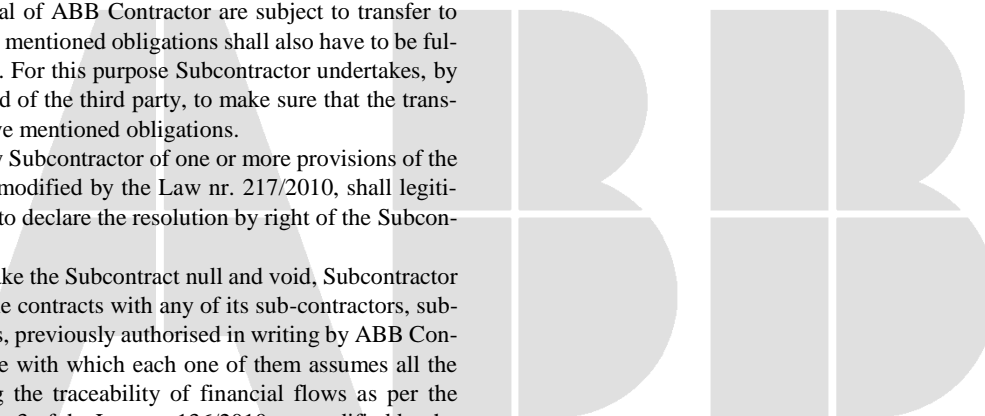 al of ABB Contractor are subject to transfer to
mentioned obligations shall also have to be ful-
. For this purpose Subcontractor undertakes, by
d of the third party, to make sure that the trans-
ve mentioned obligations.
y Subcontractor of one or more provisions of the
modified by the Law nr. 217/2010, shall legiti-
to declare the resolution by right of the Subcon-
ke the Subcontract null and void, Subcontractor
e contracts with any of its sub-contractors, sub-
s, previously authorised in writing by ABB Con-
e with which each one of them assumes all the
g the traceability of financial flows as per the
ABB